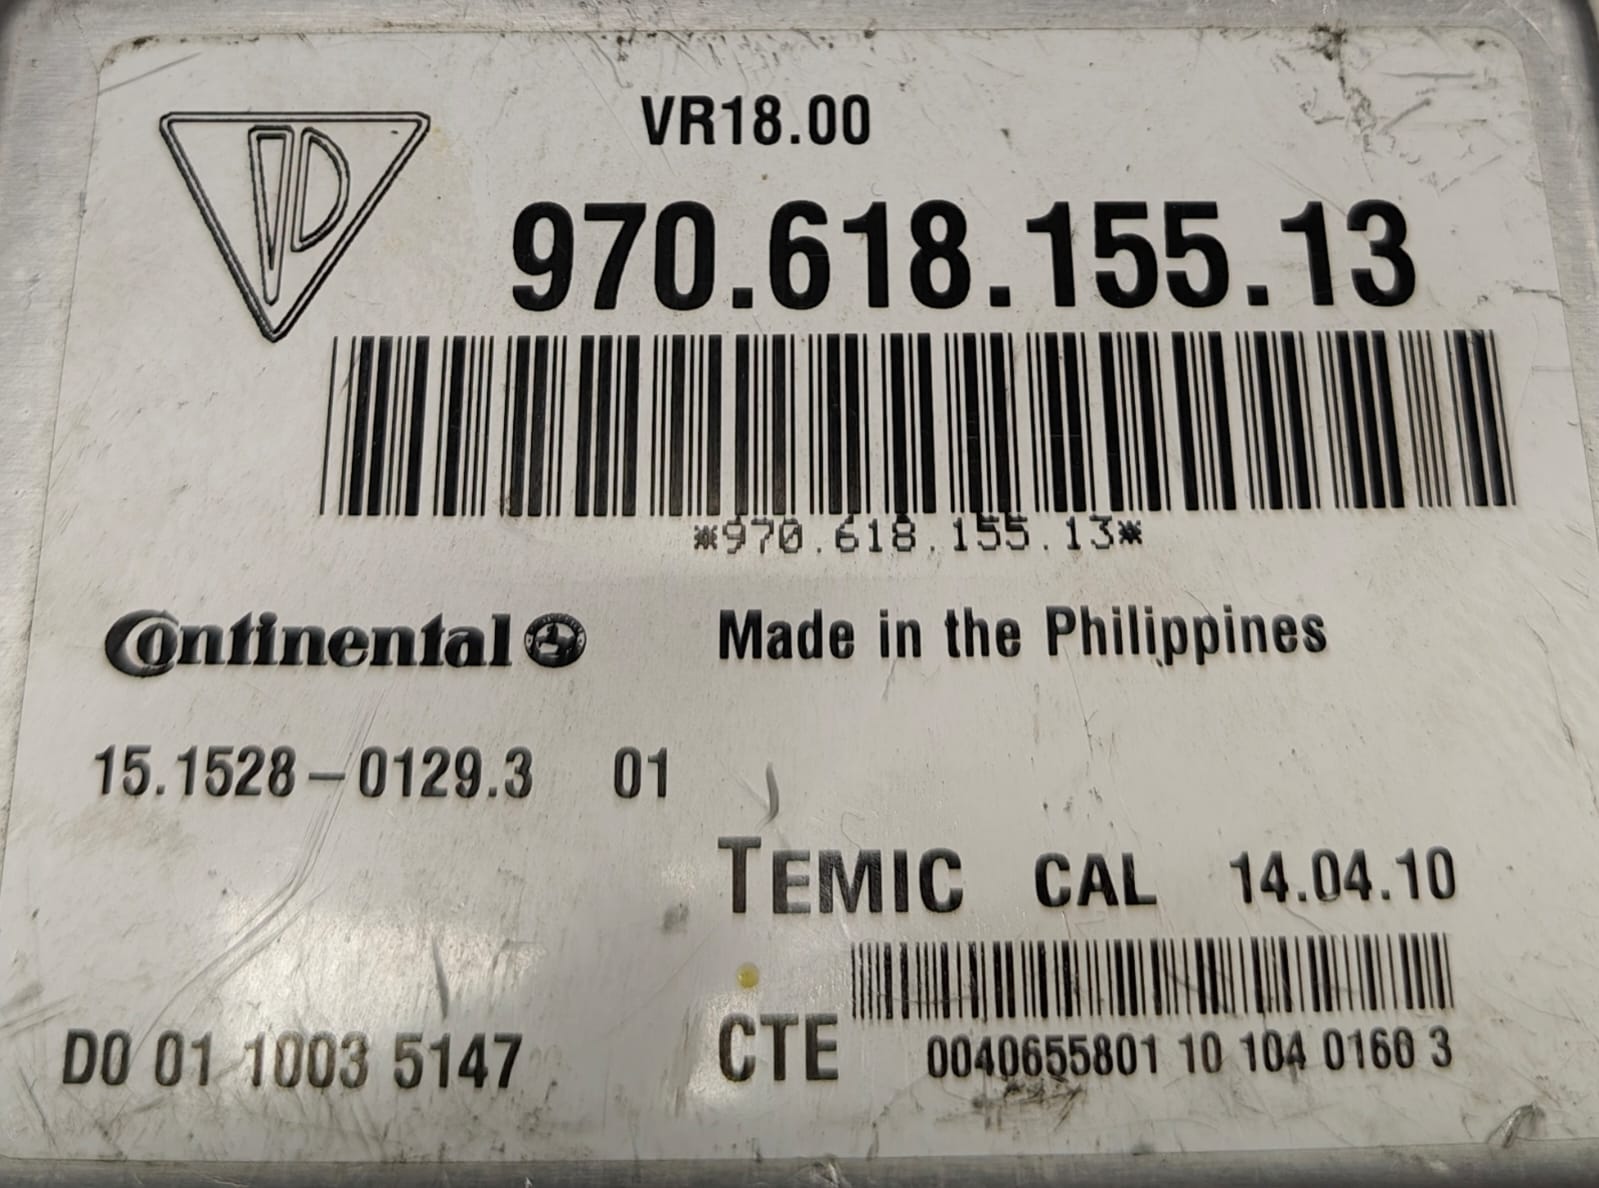 VR18.00
970.618.155.13
*970.618.155.13*
Continental Made in the Philippines
15.1528-0129.3 01
TEMIC CAL 14.04.10
D0 01 1003 5147 CTE 0040655801 10 104 0160 3